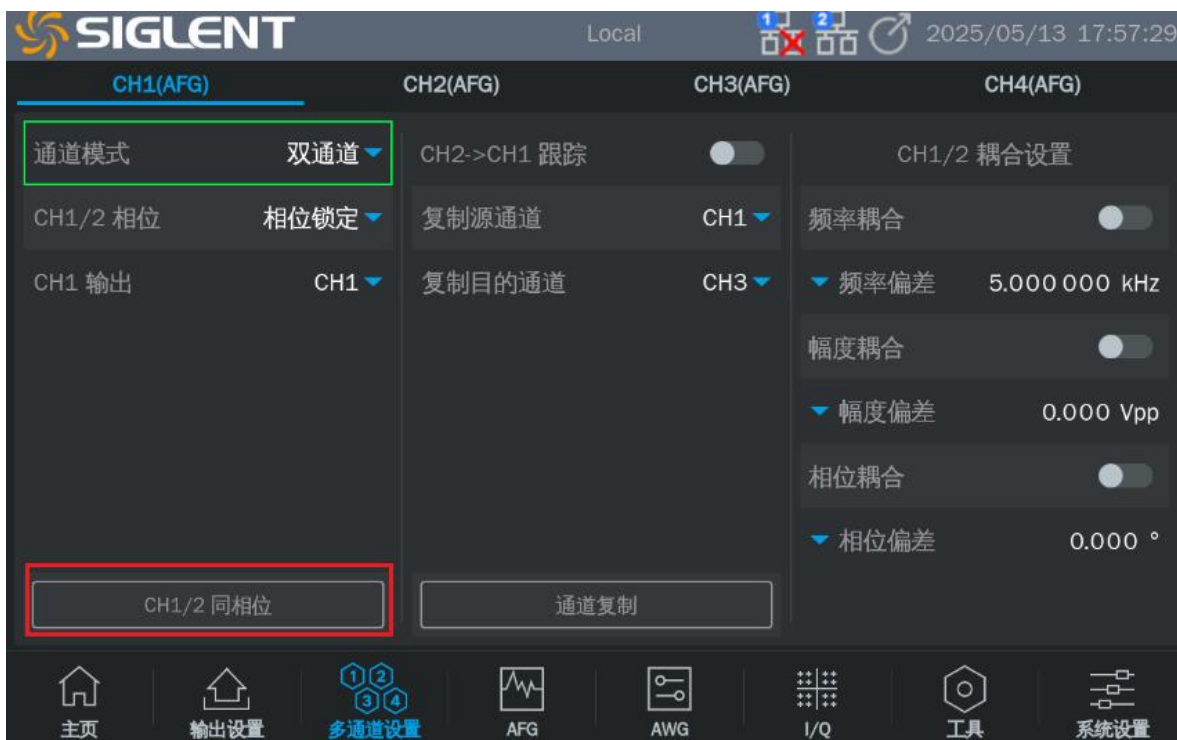 SIGLENT Local 1 2 2025/05/13 17:57:29
CH1(AFG) CH2(AFG) CH3(AFG) CH4(AFG)
通道模式 双通道 CH2->CH1 跟踪 CH1/2 耦合设置
CH1/2 相位 相位锁定 复制源通道 CH1 频率耦合
CH1 输出 CH1 复制目的通道 CH3 频率偏差 5.000 000 kHz
幅度耦合
幅度偏差 0.000 Vpp
相位耦合
相位偏差 0.000 °
CH1/2 同相位 通道复制
1 2 3 4
主页 输出设置 多通道设置 AFG AWG I/Q 工具 系统设置